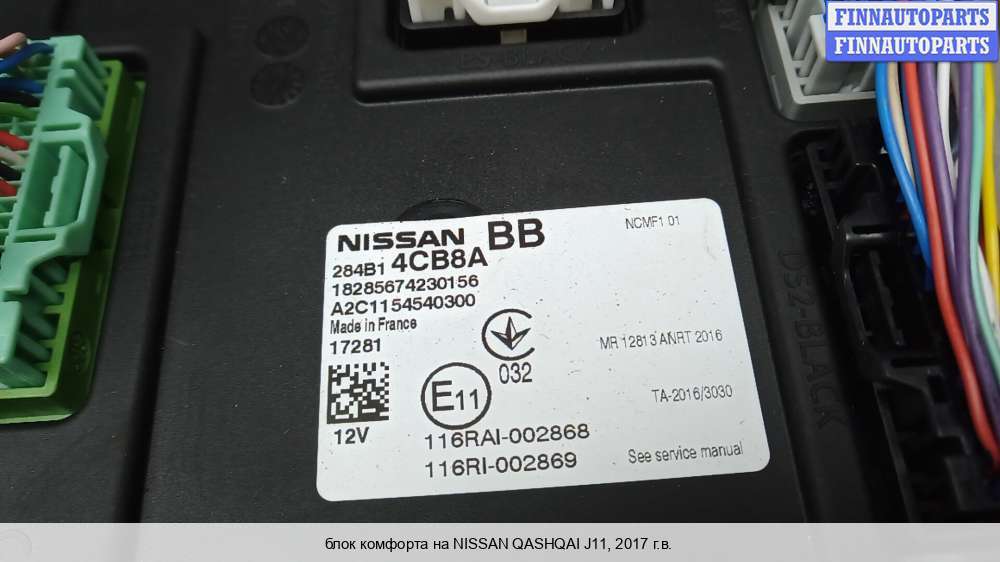 FINNAUTOPARTS
FINNAUTOPARTS
NISSAN BB
NCMF1 01
284B1 4CB8A
18285674230156
A2C1154540300
Made in France
17281
MR 12813 ANRT 2016
032
E11
TA-2016/3030
12V
116RAI-002868
116RI-002869
See service manual
DS2-BLACK
блок комфорта на NISSAN QASHQAI J11, 2017 г.в.